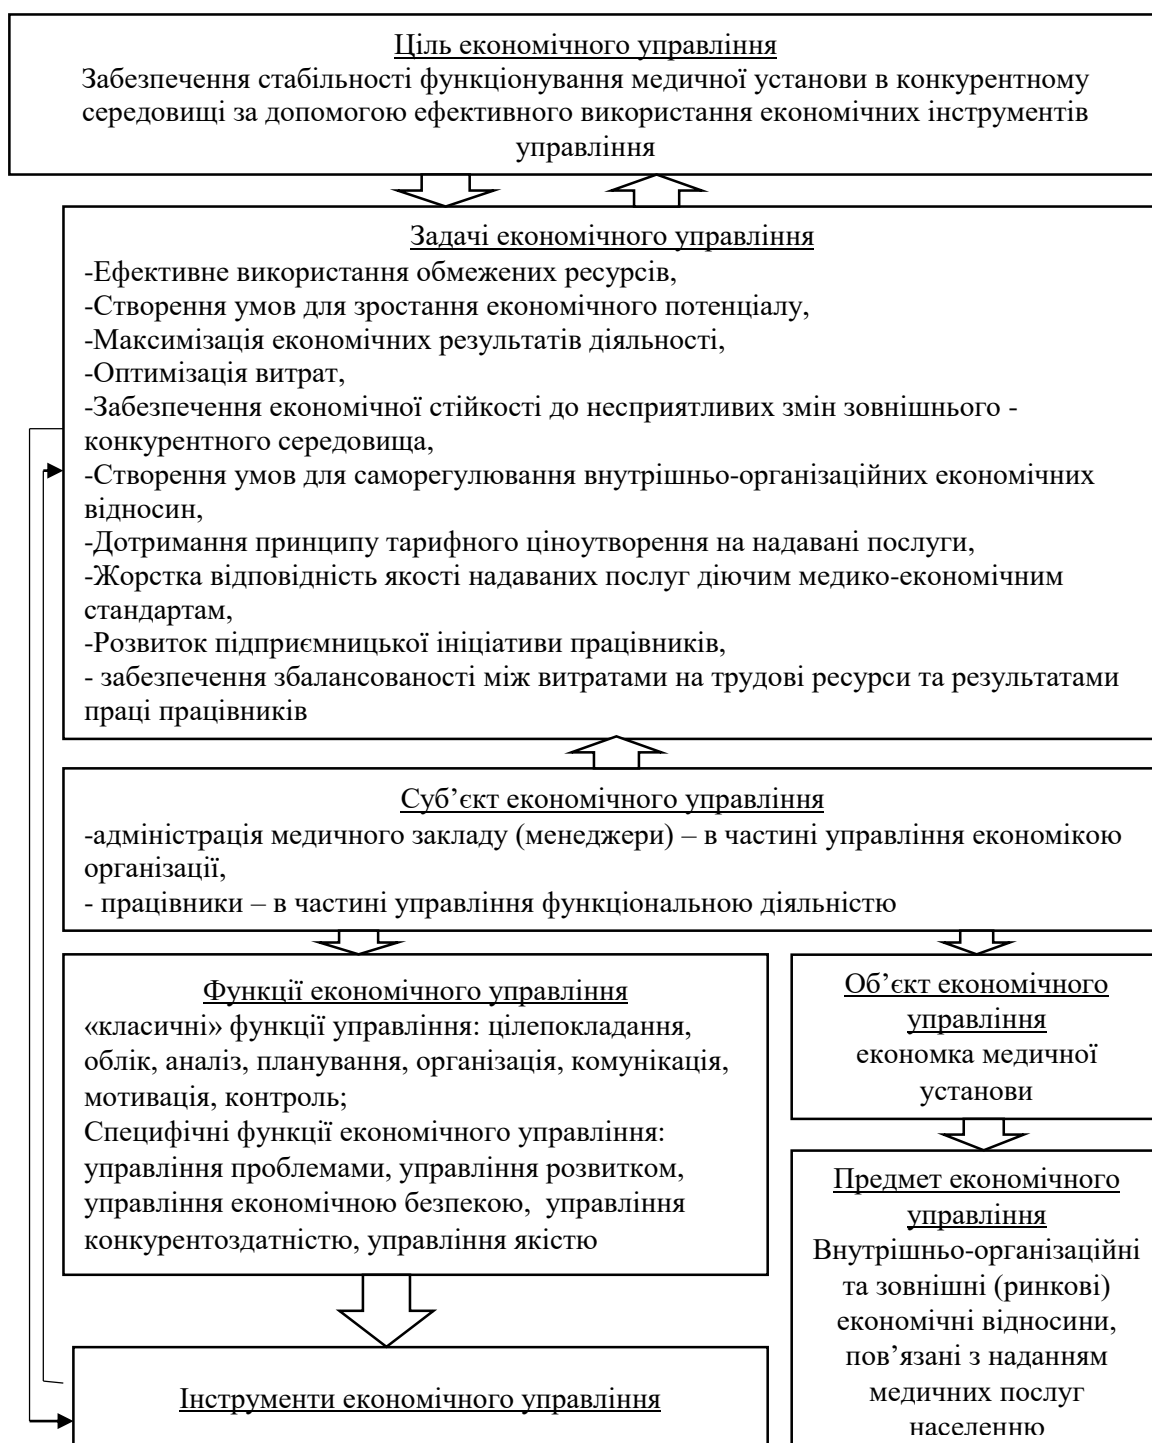 Ціль економічного управління
Забезпечення стабільності функціонування медичної установи в конкурентному
середовищі за допомогою ефективного використання економічних інструментів
управління
Задачі економічного управління
-Ефективне використання обмежених ресурсів,
-Створення умов для зростання економічного потенціалу,
-Максимізація економічних результатів діяльності,
-Оптимізація витрат,
-Забезпечення економічної стійкості до несприятливих змін зовнішнього -
конкурентного середовища,
-Створення умов для саморегулювання внутрішньо-організаційних економічних
відносин,
-Дотримання принципу тарифного ціноутворення на надавані послуги,
-Жорстка відповідність якості надаваних послуг діючим медико-економічним
стандартам,
-Розвиток підприємницької ініціативи працівників,
- забезпечення збалансованості між витратами на трудові ресурси та результатами
праці працівників
Суб’єкт економічного управління
-адміністрація медичного закладу (менеджери) – в частині управління економікою
організації,
- працівники – в частині управління функціональною діяльністю
Функції економічного управління
«класичні» функції управління: цілепокладання,
облік, аналіз, планування, організація, комунікація,
мотивація, контроль;
Специфічні функції економічного управління:
управління проблемами, управління розвитком,
управління економічною безпекою, управління
конкурентоздатністю, управління якістю
Об’єкт економічного
управління
економка медичної
установи
Предмет економічного
управління
Внутрішньо-організаційні
та зовнішні (ринкові)
економічні відносини,
пов’язані з наданням
медичних послуг
населенню
Інструменти економічного управління